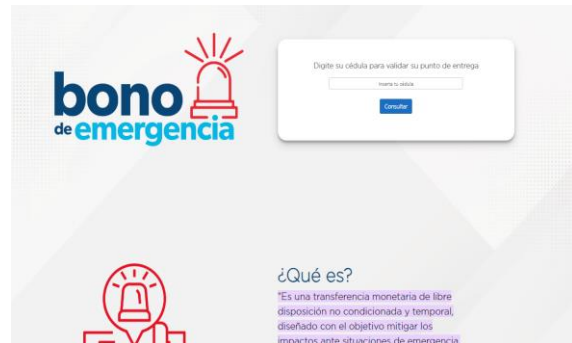 bono
de emergencia
Digite su cédula para validar su punto de entrega
Inserta tu cédula
Consultar
¿Qué es?
"Es una transferencia monetaria de libre
disposición no condicionada y temporal,
diseñado con el objetivo mitigar los
impactos ante situaciones de emergencia